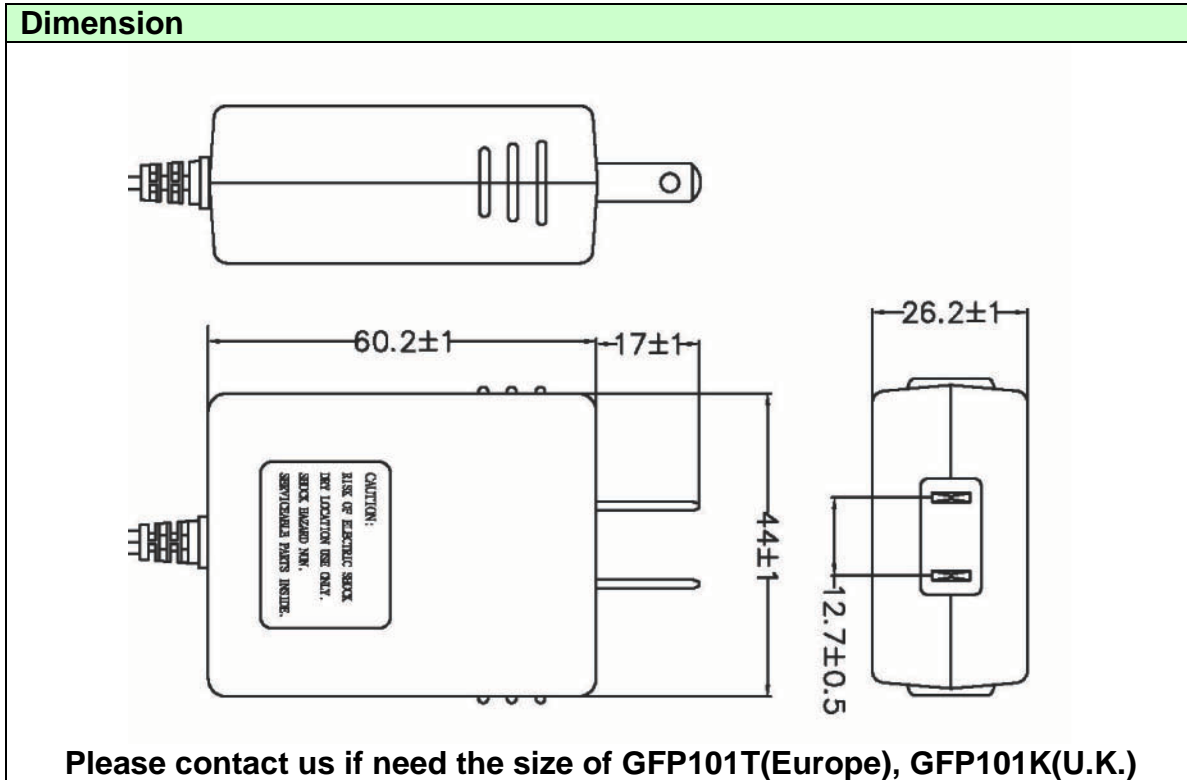 Dimension
60.2±1
17±1
26.2±1
44±1
12.7±0.5
CAUTION:
RISK OF ELECTRIC SHOCK
DRY LOCATION USE ONLY.
SHOCK HAZARD NON.
SERVICEABLE PARTS INSIDE.
Please contact us if need the size of GFP101T(Europe), GFP101K(U.K.)